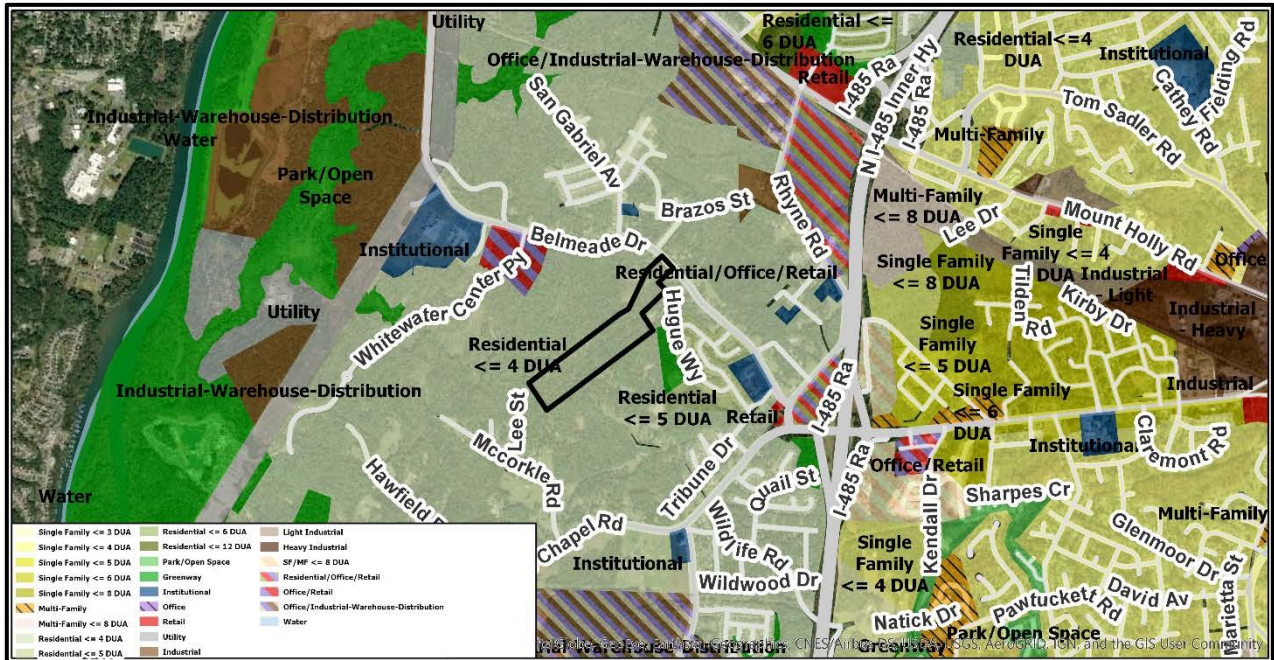 Utility
Residential <=
6 DUA
Residential<=4
DUA
Institutional
Fielding Rd
Cathey Rd
Office/Industrial-Warehouse-Distribution
Retail
I-485 Ra
N I-485 Inner Hy
I-485 Ra
San Gabriel Av
Tom Sadler Rd
Industrial-Warehouse-Distribution
Water
Multi-Family
Park/Open
Space
Rhyne Rd
Brazos St
Multi-Family
<= 8 DUA
Lee Dr
Mount Holly Rd
Institutional
Belmeade Dr
Whitewater Center Py
Residential/Office/Retail
Single Family
<= 8 DUA
Single
Family <= 4
DUA
Industrial
- Light
Office
Tilden Rd
Kirby Dr
Industrial
- Heavy
Utility
Hugue Wy
Residential
<= 4 DUA
Single
Family
<= 5 DUA
Industrial-Warehouse-Distribution
Residential
<= 5 DUA
Retail
I-485 Ra
Single Family
<= 6
DUA
Industrial
Institutional
Claremont Rd
Lee St
Mccorkle Rd
Tribune Dr
Quail St
I-485 Ra
Office/Retail
Kendall Dr
Sharpes Cr
Water
Hawfield
Chapel Rd
Wildlife Rd
Institutional
Wildwood Dr
Single
Family
<= 4 DUA
Multi-Family
Glenmoor Dr
David Av
Marietta St
Natick Dr
Pawtuckett Rd
Park/Open Space
Single Family <= 3 DUA
Single Family <= 4 DUA
Single Family <= 5 DUA
Single Family <= 6 DUA
Single Family <= 8 DUA
Multi-Family
Multi-Family <= 8 DUA
Residential <= 4 DUA
Residential <= 5 DUA
Residential <= 6 DUA
Residential <= 12 DUA
Park/Open Space
Greenway
Institutional
Office
Retail
Utility
Industrial
Light Industrial
Heavy Industrial
SF/MF <= 8 DUA
Residential/Office/Retail
Office/Retail
Office/Industrial-Warehouse-Distribution
Water
GeoEye, Earthstar Geographics, CNES/Airbus DS, USDA, USGS, AeroGRID, IGN, and the GIS User Community